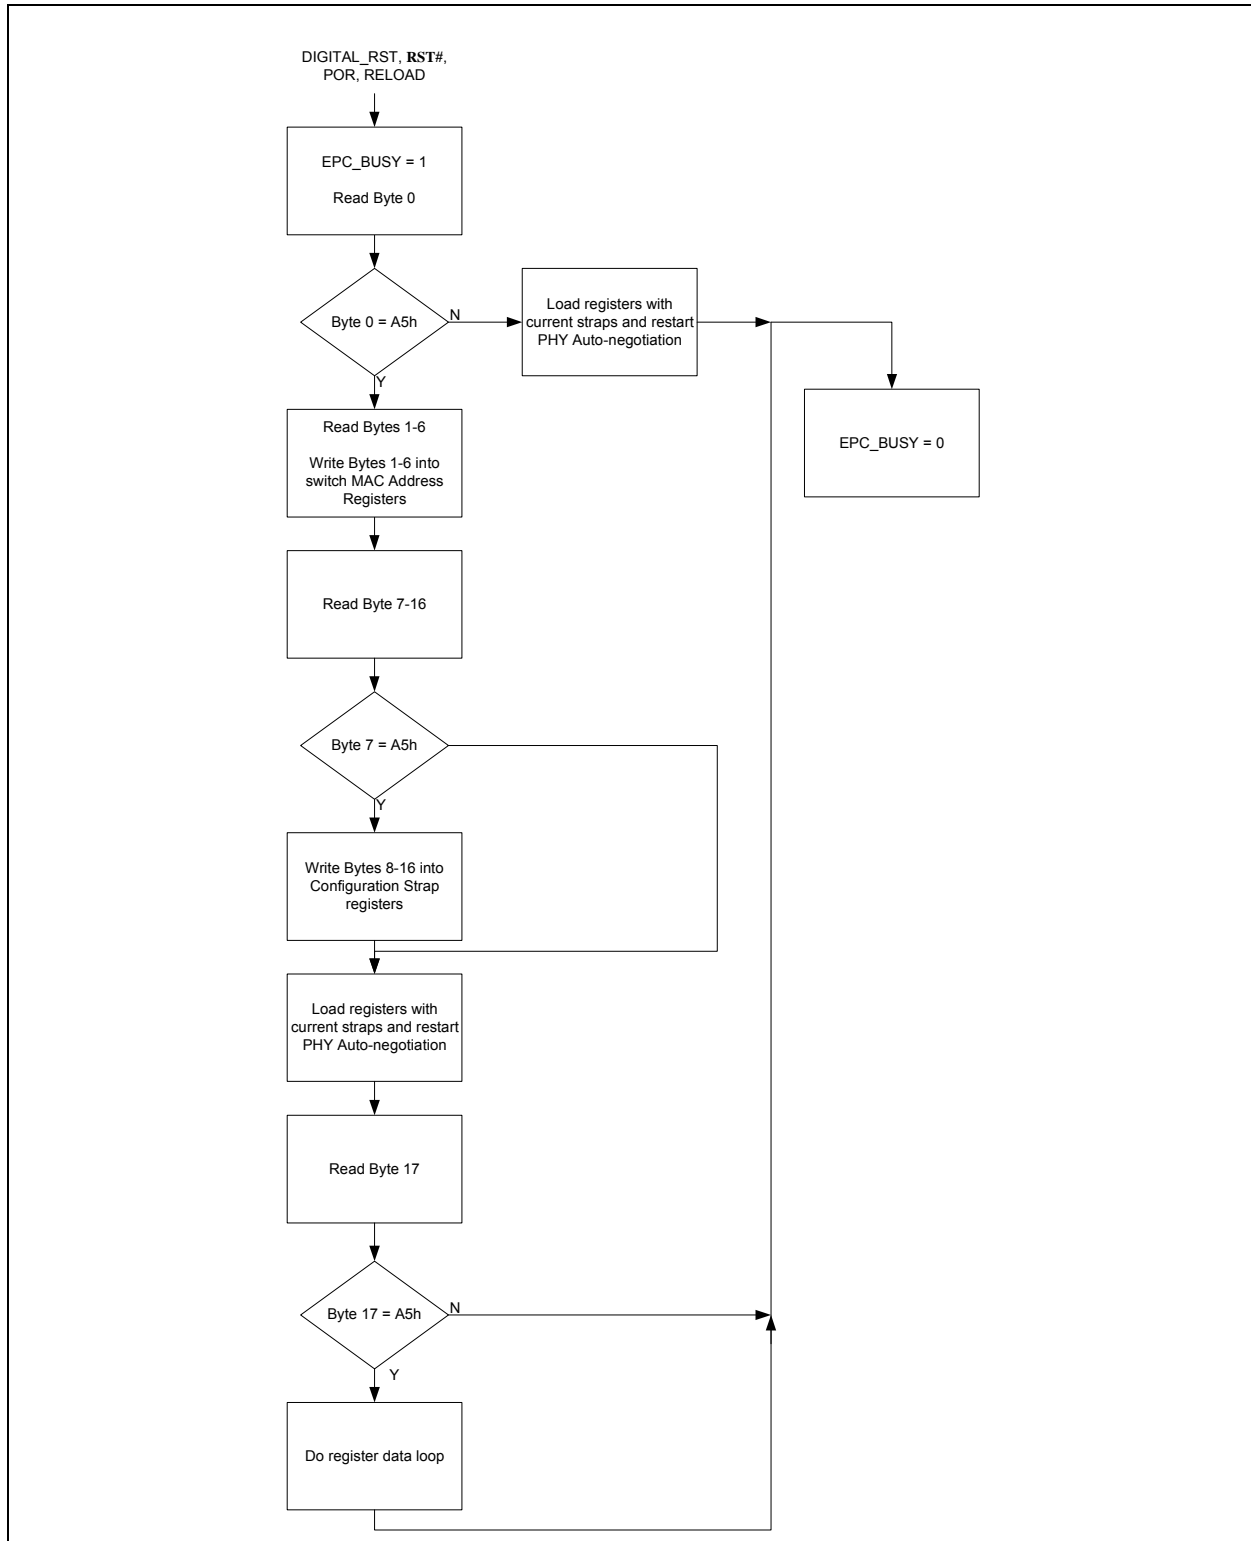 DIGITAL_RST, RST#,
POR, RELOAD
EPC_BUSY = 1
Read Byte 0
Byte 0 = A5h
N
Load registers with
current straps and restart
PHY Auto-negotiation
Y
EPC_BUSY = 0
Read Bytes 1-6
Write Bytes 1-6 into
switch MAC Address
Registers
Read Byte 7-16
Byte 7 = A5h
Y
Write Bytes 8-16 into
Configuration Strap
registers
Load registers with
current straps and restart
PHY Auto-negotiation
Read Byte 17
Byte 17 = A5h
N
Y
Do register data loop